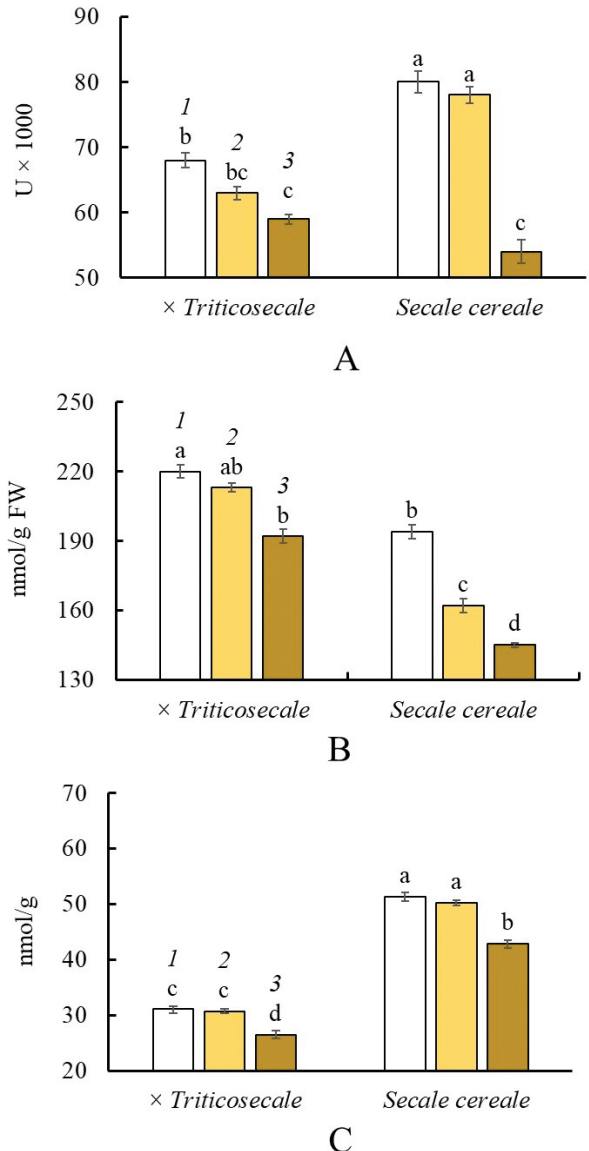 90
80
70
60
50
U × 1000
1
b
2
bc
3
c
a
a
c
× Triticosecale
Secale cereale
A
250
220
190
160
130
nmol/g FW
1
a
2
ab
3
b
b
c
d
× Triticosecale
Secale cereale
B
70
60
50
40
30
20
nmol/g
1
c
2
c
3
d
a
a
b
× Triticosecale
Secale cereale
C